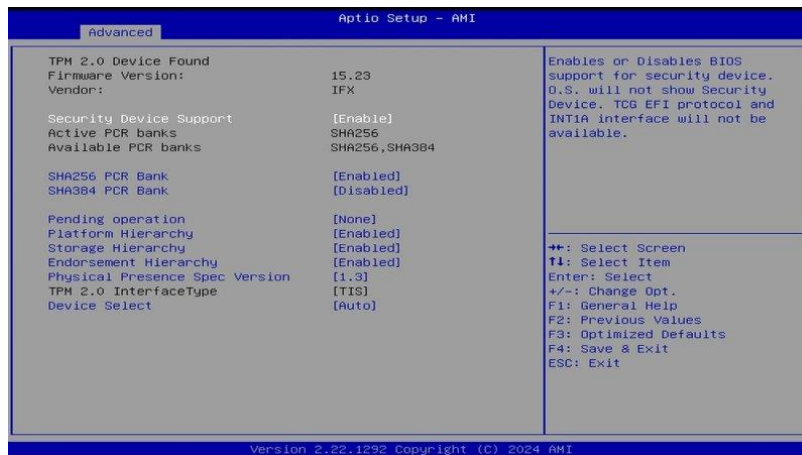 Aptio Setup - AMI
Advanced
TPM 2.0 Device Found
Firmware Version: 15.23
Vendor: IFX
Security Device Support [Enable]
Active PCR banks SHA256
Available PCR banks SHA256,SHA384
SHA256 PCR Bank [Enabled]
SHA384 PCR Bank [Disabled]
Pending operation [None]
Platform Hierarchy [Enabled]
Storage Hierarchy [Enabled]
Endorsement Hierarchy [Enabled]
Physical Presence Spec Version [1.3]
TPM 2.0 InterfaceType [TIS]
Device Select [Auto]
Enables or Disables BIOS
support for security device.
O.S. will not show Security
Device. TCG EFI protocol and
INT1A interface will not be
available.
→←: Select Screen
↑↓: Select Item
Enter: Select
+/-: Change Opt.
F1: General Help
F2: Previous Values
F3: Optimized Defaults
F4: Save & Exit
ESC: Exit
Version 2.22.1292 Copyright (C) 2024 AMI